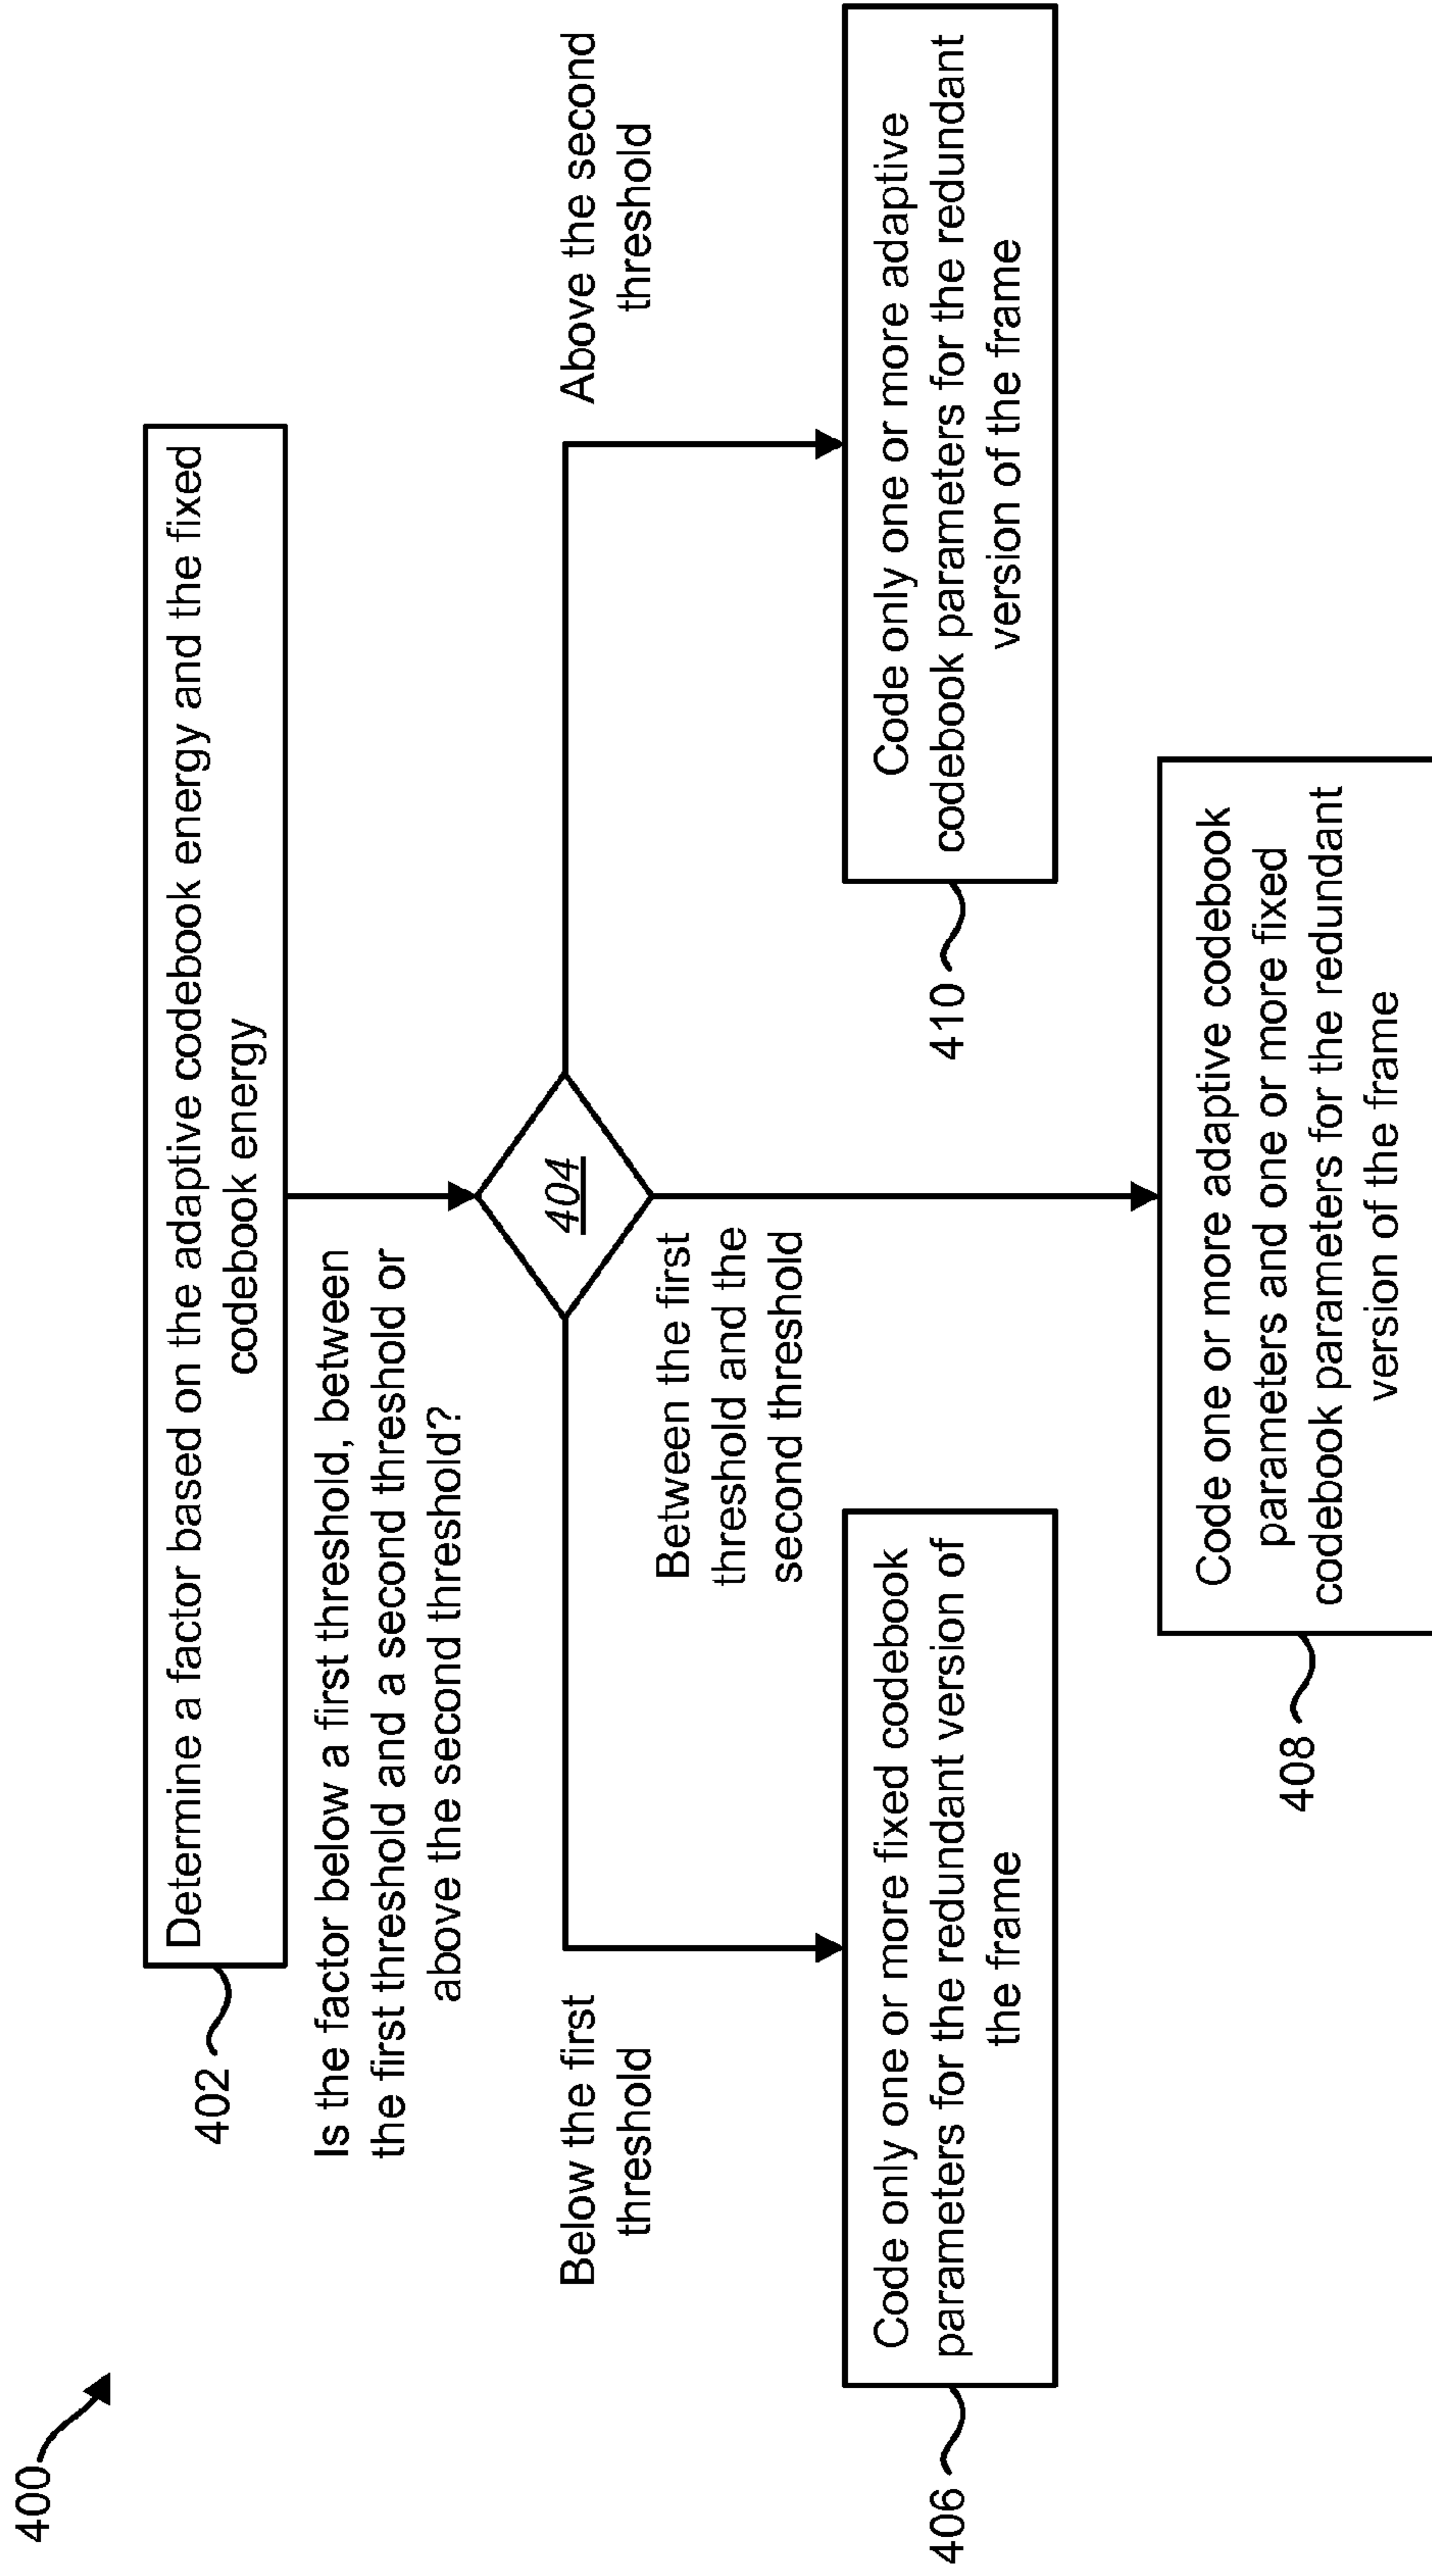 400
402
Determine a factor based on the adaptive codebook energy and the fixed
codebook energy
Is the factor below a first threshold, between
the first threshold and a second threshold or
above the second threshold?
404
Below the first
threshold
Between the first
threshold and the
second threshold
Above the second
threshold
406
Code only one or more fixed codebook
parameters for the redundant version of
the frame
410
Code only one or more adaptive
codebook parameters for the redundant
version of the frame
408
Code one or more adaptive codebook
parameters and one or more fixed
codebook parameters for the redundant
version of the frame